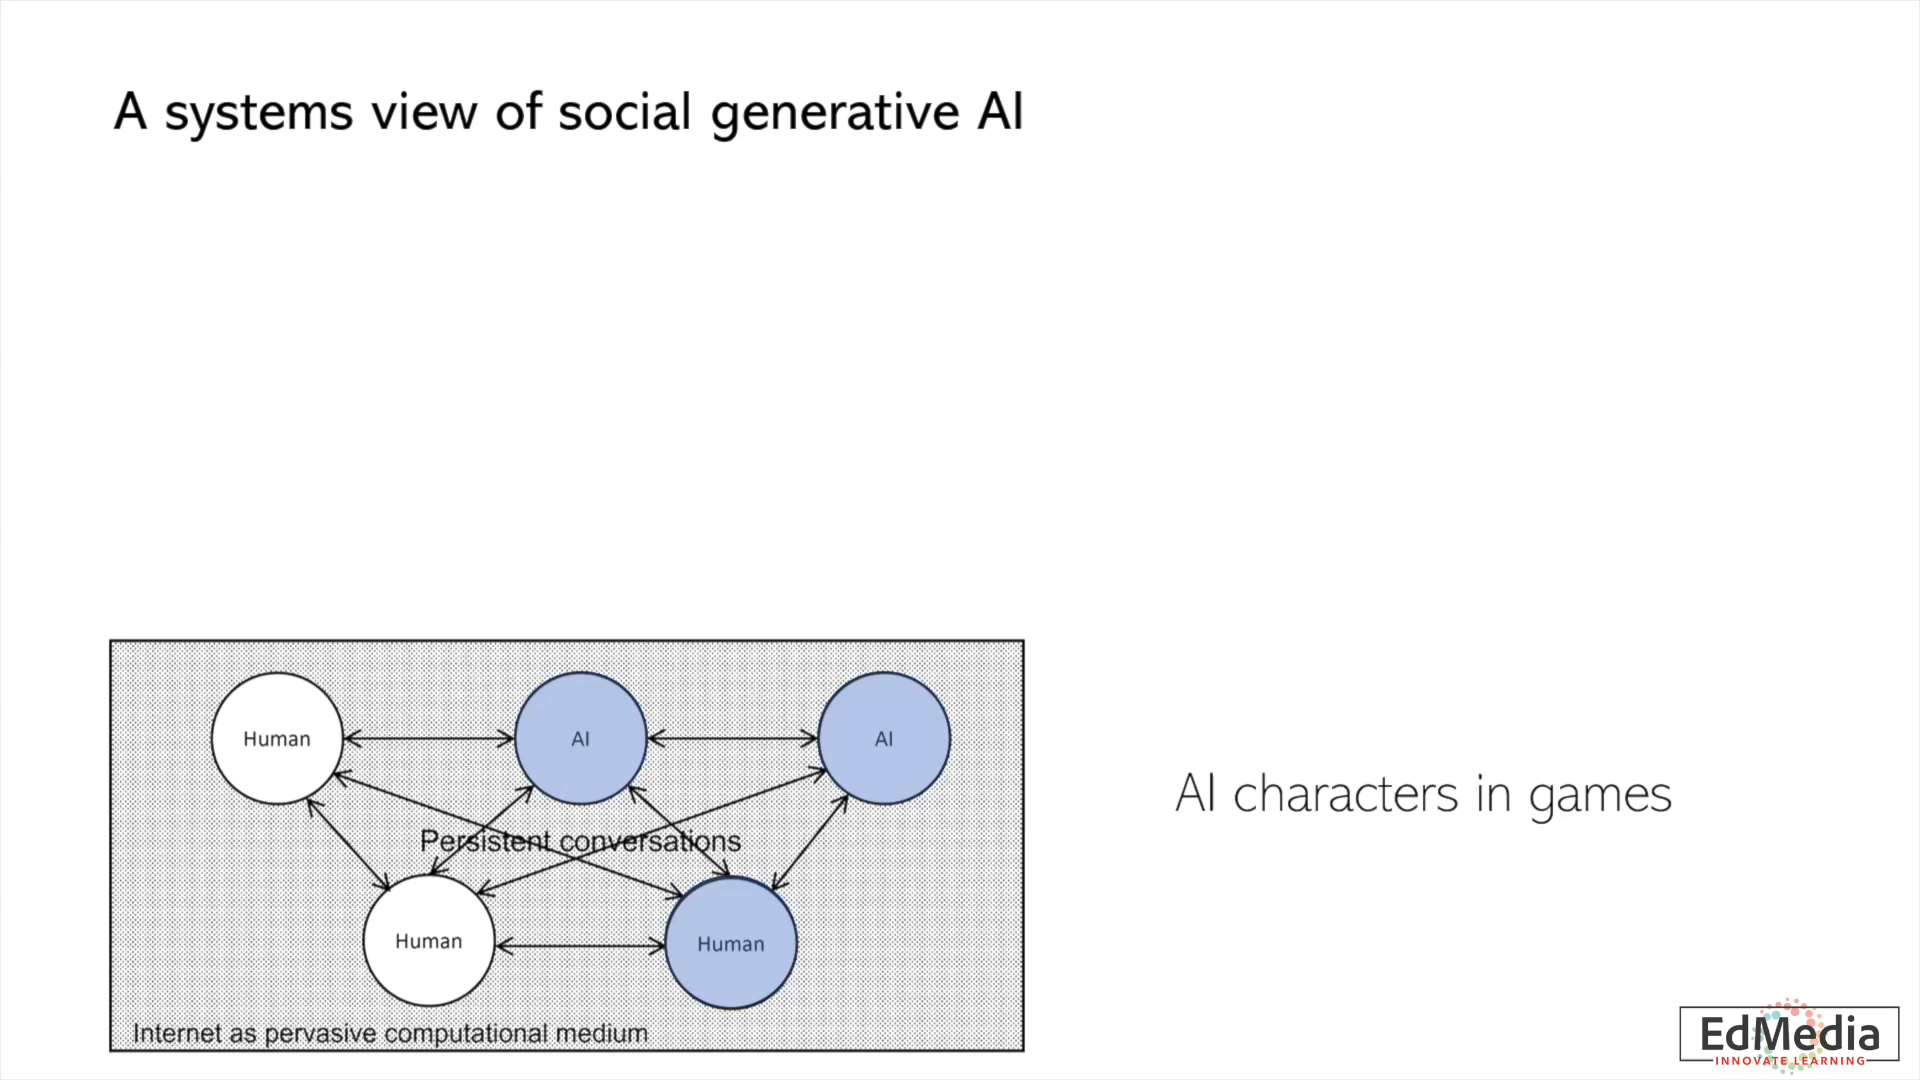 A systems view of social generative AI
Human
AI
AI
Persistent conversations
Human
Human
Internet as pervasive computational medium
AI characters in games
EdMedia
INNOVATE LEARNING